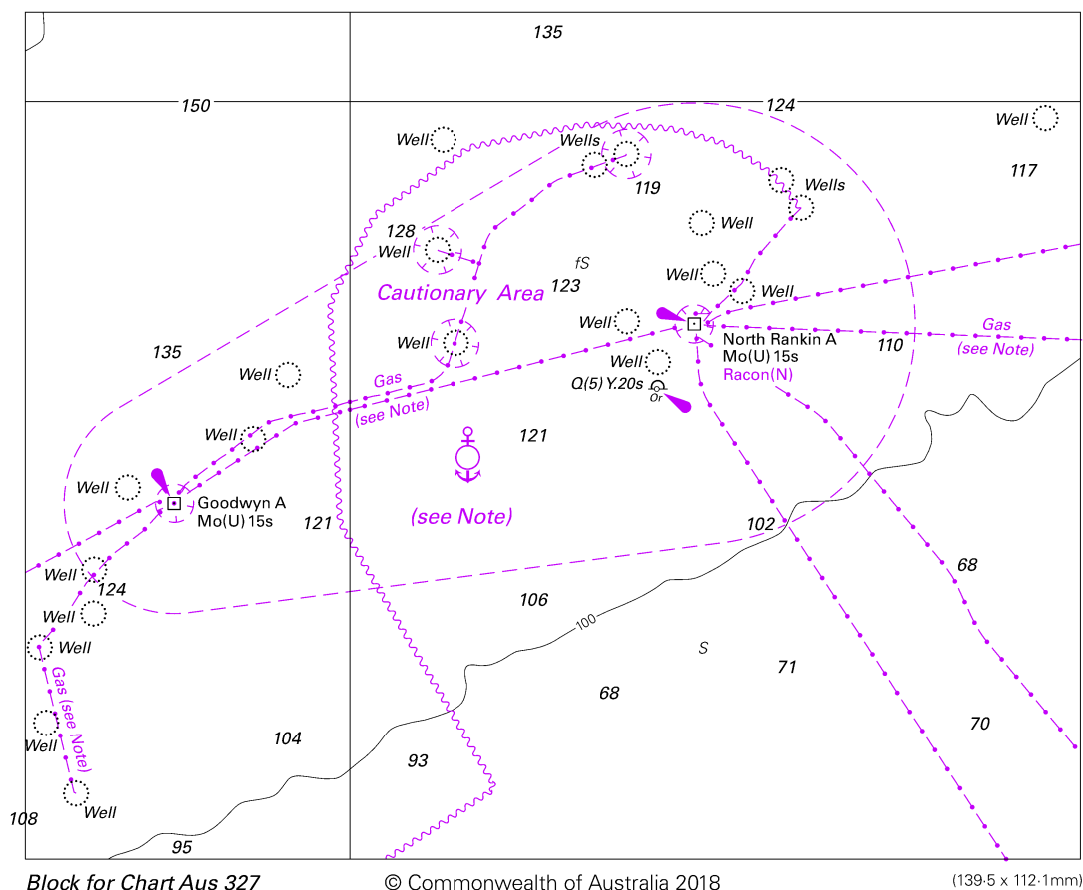 135
150
124
Well
Wells
Well
117
119
Wells
128
Well
Well
fS
Well
123
Well
Cautionary Area
Well
Well
North Rankin A
Mo(U) 15s
Racon(N)
Gas
(see Note)
110
135
Well
Well
Q(5) Y.20s
Or
Well
Gas
(see Note)
Well
121
Well
Goodwyn A
Mo(U) 15s
121
(see Note)
102
Well
124
68
106
Well
100
Well
S
71
68
Gas (see Note)
70
Well
104
93
Well
108
95
Block for Chart Aus 327
© Commonwealth of Australia 2018
(139·5 x 112·1mm)